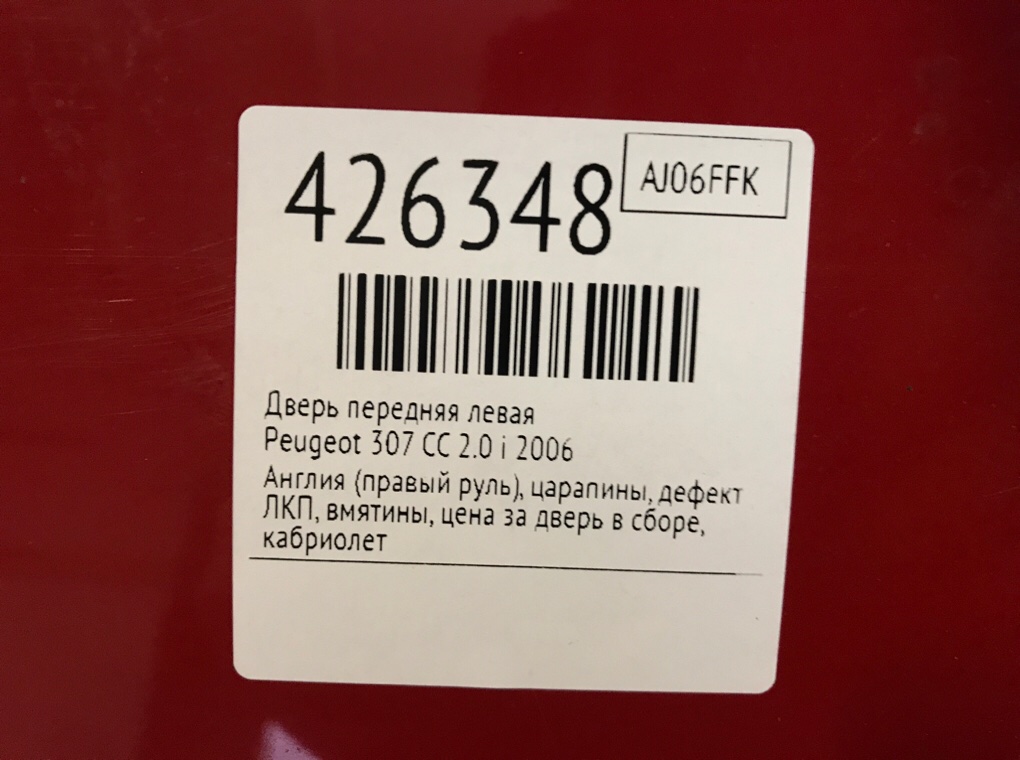 426348
AJ06FFK
Дверь передняя левая
Peugeot 307 CC 2.0 i 2006
Англия (правый руль), царапины, дефект
ЛКП, вмятины, цена за дверь в сборе,
кабриолет